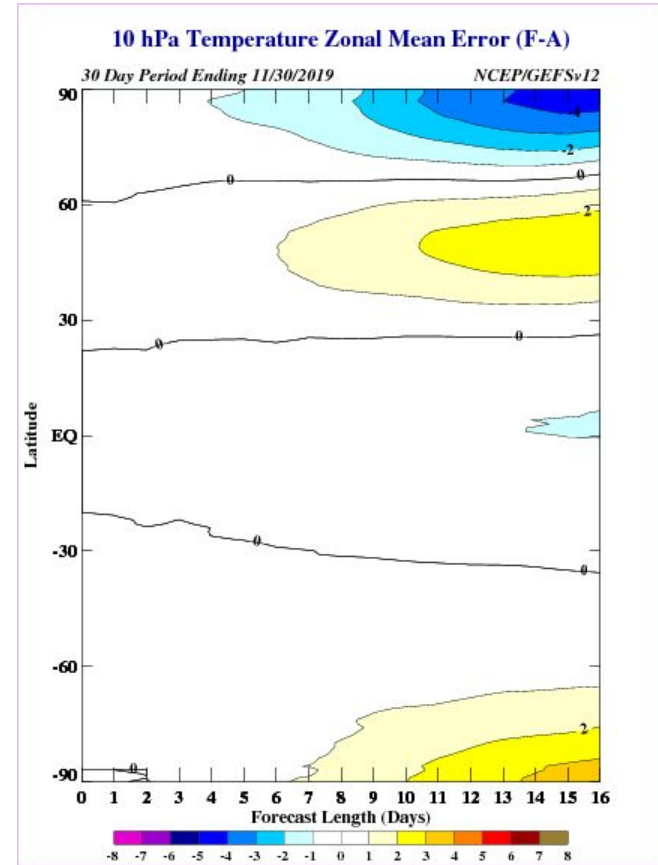 10 hPa Temperature Zonal Mean Error (F-A)
30 Day Period Ending 11/30/2019 NCEP/GEFSv12
90
60
30
EQ
-30
-60
-90
Latitude
-4
-2
0
0
2
0
0
0
0
2
0
0 1 2 3 4 5 6 7 8 9 10 11 12 13 14 15 16
Forecast Length (Days)
-8 -7 -6 -5 -4 -3 -2 -1 0 1 2 3 4 5 6 7 8